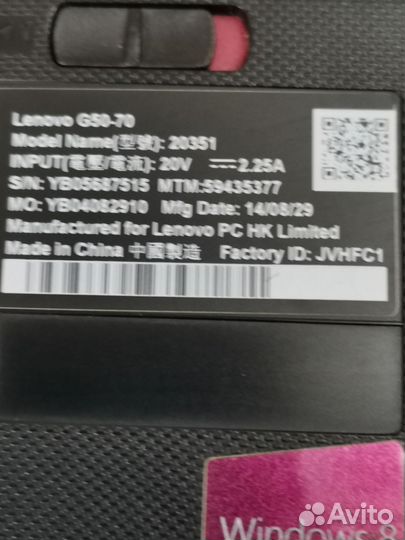 Lenovo G50-70
Model Name(型號): 20351
INPUT(電壓/電流): 20V ⎓ 2.25A
S/N: YB05687515 MTM:59435377
MO: YB04082910 Mfg Date: 14/08/29
Manufactured for Lenovo PC HK Limited
Made in China 中國製造 Factory ID: JVHFC1
Windows 8
Avito